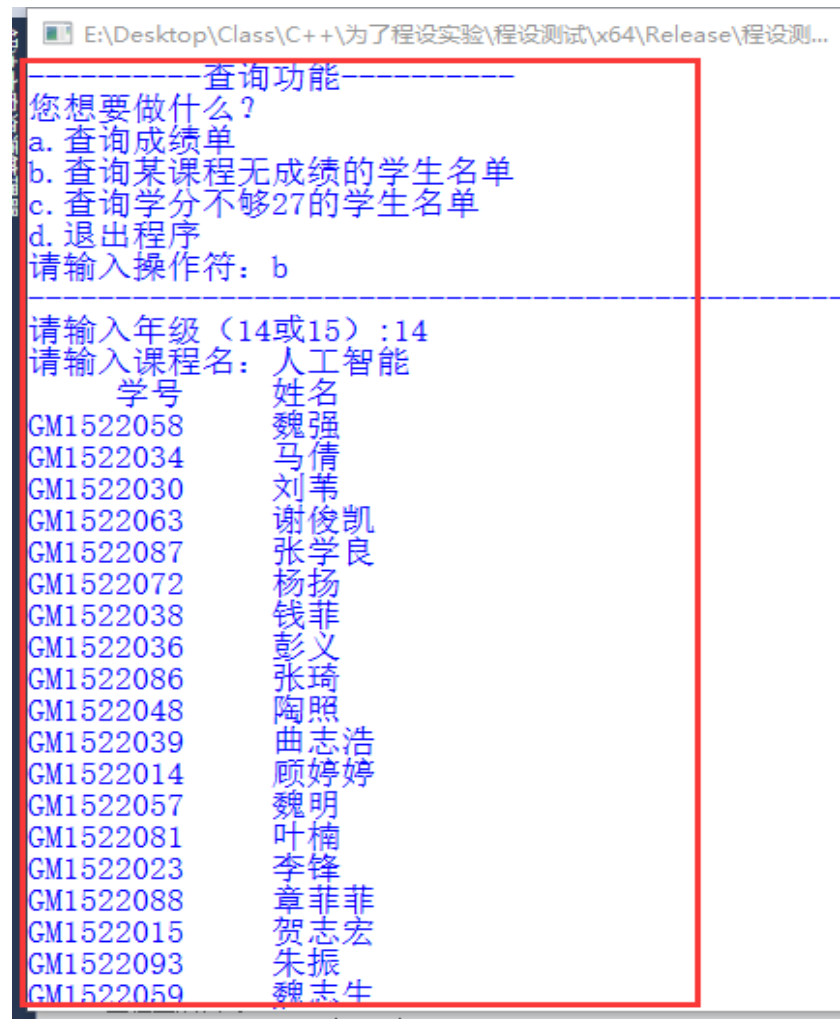 E:\Desktop\Class\C++\为了程设实验\程设测试\x64\Release\程设测...
----------查询功能----------
您想要做什么？
a.查询成绩单
b.查询某课程无成绩的学生名单
c.查询学分不够27的学生名单
d.退出程序
请输入操作符：b
-----------------------------------------------
请输入年级（14或15）:14
请输入课程名：人工智能
学号 姓名
GM1522058 魏强
GM1522034 马倩
GM1522030 刘苇
GM1522063 谢俊凯
GM1522087 张学良
GM1522072 杨扬
GM1522038 钱菲
GM1522036 彭义
GM1522086 张琦
GM1522048 陶照
GM1522039 曲志浩
GM1522014 顾婷婷
GM1522057 魏明
GM1522081 叶楠
GM1522023 李锋
GM1522088 章菲菲
GM1522015 贺志宏
GM1522093 朱振
GM1522059 魏志生